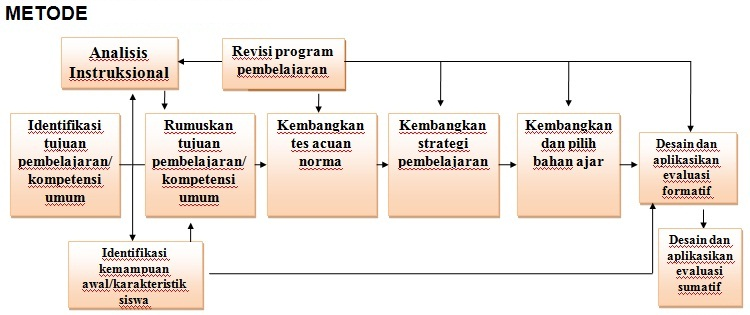 METODE
Analisis
Instruksional
Revisi program
pembelajaran
Identifikasi
tujuan
pembelajaran/
kompetensi
umum
Rumuskan
tujuan
pembelajaran/
kompetensi
umum
Kembangkan
tes acuan
norma
Kembangkan
strategi
pembelajaran
Kembangkan
dan pilih
bahan ajar
Desain dan
aplikasikan
evaluasi
formatif
Identifikasi
kemampuan
awal/karakteristik
siswa
Desain dan
aplikasikan
evaluasi
sumatif